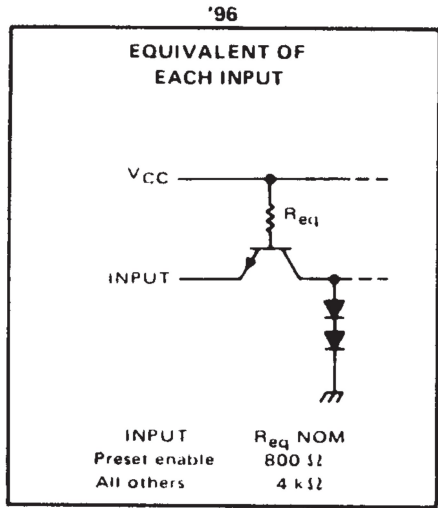 '96
EQUIVALENT OF
EACH INPUT
VCC
Req
INPUT
INPUT Req NOM
Preset enable 800 Ω
All others 4 kΩ